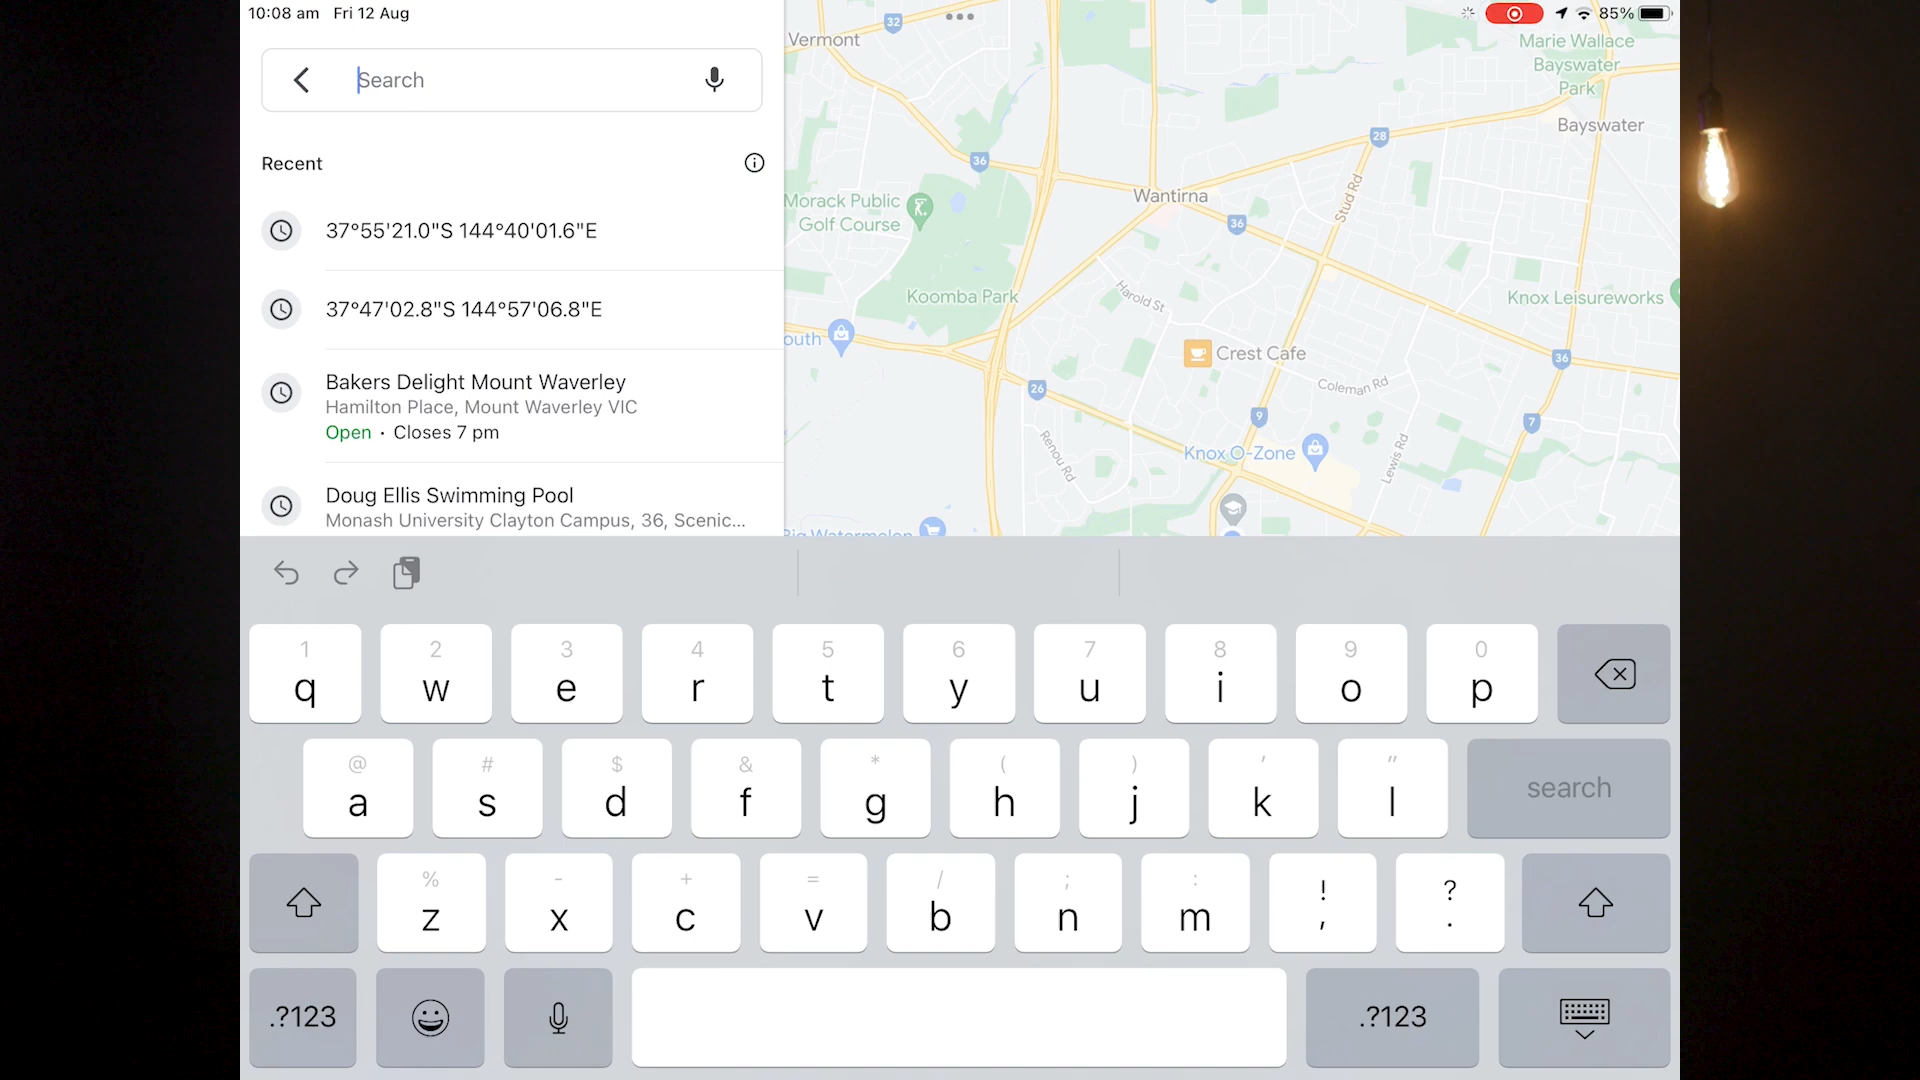 10:08 am Fri 12 Aug
85%
Search
Recent
37°55'21.0"S 144°40'01.6"E
37°47'02.8"S 144°57'06.8"E
Bakers Delight Mount Waverley
Hamilton Place, Mount Waverley VIC
Open · Closes 7 pm
Doug Ellis Swimming Pool
Monash University Clayton Campus, 36, Scenic...
Vermont
32
Marie Wallace
Bayswater
Park
Bayswater
28
36
Morack Public
Golf Course
Wantirna
Stud Rd
36
Koomba Park
Harold St
Knox Leisureworks
outh
Crest Cafe
36
26
Coleman Rd
9
7
Renou Rd
Knox O-Zone
Lewis Rd
Big Watermelon
1 2 3 4 5 6 7 8 9 0
q w e r t y u i o p
@ # $ & * ( ) ' "
a s d f g h j k l search
% - + = / ; : ! ?
z x c v b n m , .
.?123 .?123